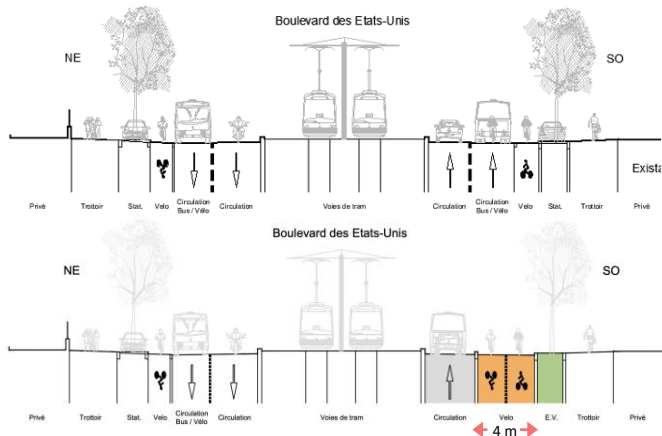 Boulevard des Etats-Unis
NE
SO
Exista
Privé
Trottoir
Stat.
Velo
Circulation
Bus / Vélo
Circulation
Voies de tram
Circulation
Circulation
Bus / Vélo
Velo
Stat.
Trottoir
Privé
Boulevard des Etats-Unis
NE
SO
Privé
Trottoir
Stat.
Velo
Circulation
Bus / Vélo
Circulation
Voies de tram
Circulation
Velo
E.V.
Trottoir
Privé
4 m